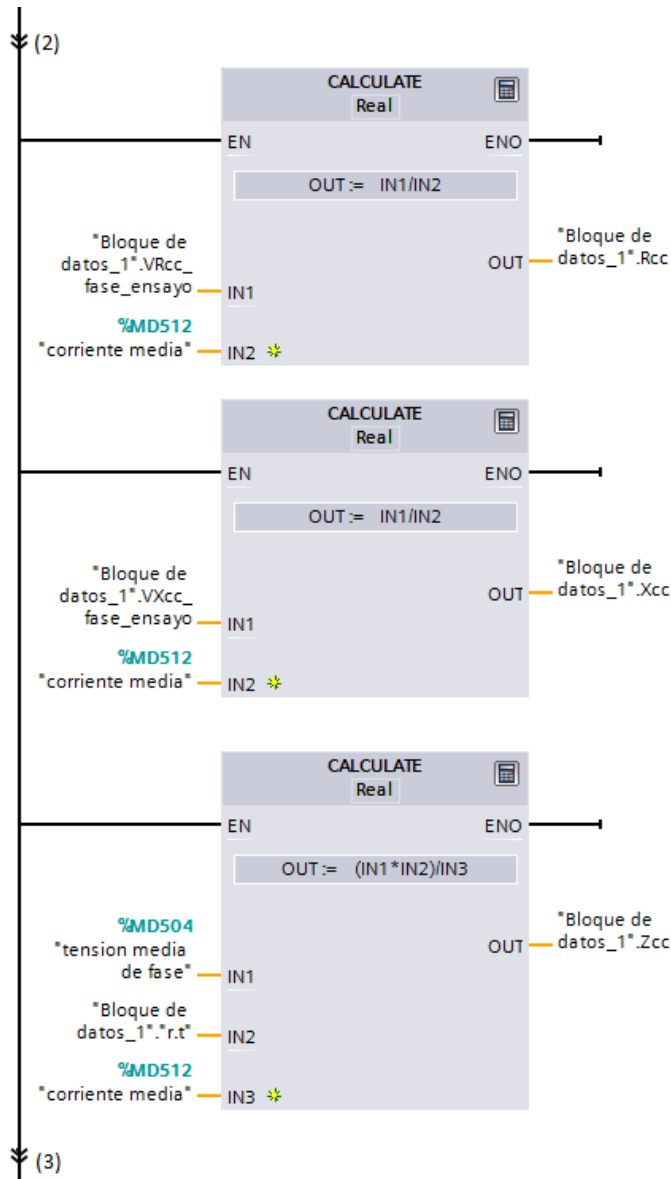 (2)
CALCULATE
Real
EN
ENO
OUT := IN1/IN2
"Bloque de
datos_1".VRcc_
fase_ensayo
IN1
OUT
"Bloque de
datos_1".Rcc
%MD512
"corriente media"
IN2
CALCULATE
Real
EN
ENO
OUT := IN1/IN2
"Bloque de
datos_1".VXcc_
fase_ensayo
IN1
OUT
"Bloque de
datos_1".Xcc
%MD512
"corriente media"
IN2
CALCULATE
Real
EN
ENO
OUT := (IN1*IN2)/IN3
%MD504
"tension media
de fase"
IN1
OUT
"Bloque de
datos_1".Zcc
"Bloque de
datos_1"."r.t"
IN2
%MD512
"corriente media"
IN3
(3)